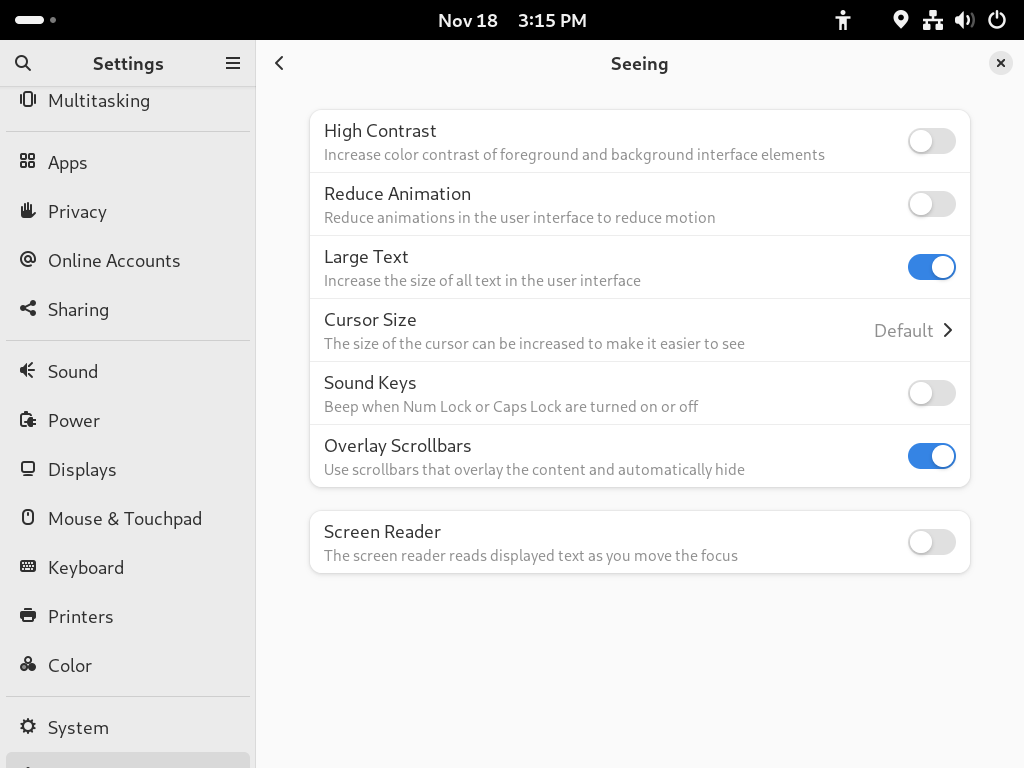 Nov 18 3:15 PM
Settings
Seeing
Multitasking
Apps
Privacy
Online Accounts
Sharing
Sound
Power
Displays
Mouse & Touchpad
Keyboard
Printers
Color
System
High Contrast
Increase color contrast of foreground and background interface elements
Reduce Animation
Reduce animations in the user interface to reduce motion
Large Text
Increase the size of all text in the user interface
Cursor Size
The size of the cursor can be increased to make it easier to see
Default
Sound Keys
Beep when Num Lock or Caps Lock are turned on or off
Overlay Scrollbars
Use scrollbars that overlay the content and automatically hide
Screen Reader
The screen reader reads displayed text as you move the focus